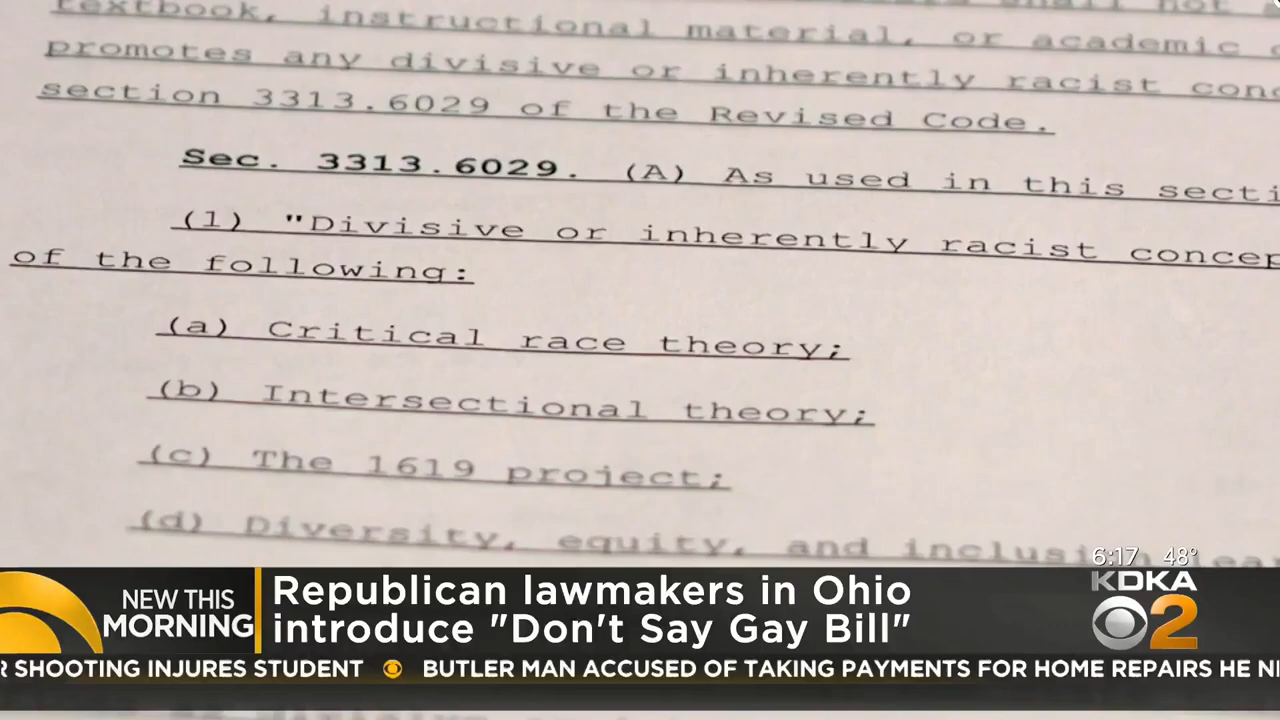 textbook, instructional material, or academic
promotes any divisive or inherently racist
section 3313.6029 of the Revised Code.
Sec. 3313.6029. (A) As used in this
(1) "Divisive or inherently racist
of the following:
(a) Critical race theory;
(b) Intersectional theory;
(c) The 1619 project;
(d) Diversity, equity, and
6:17 48°
KDKA
2
NEW THIS
MORNING
Republican lawmakers in Ohio
introduce "Don't Say Gay Bill"
R SHOOTING INJURES STUDENT BUTLER MAN ACCUSED OF TAKING PAYMENTS FOR HOME REPAIRS HE